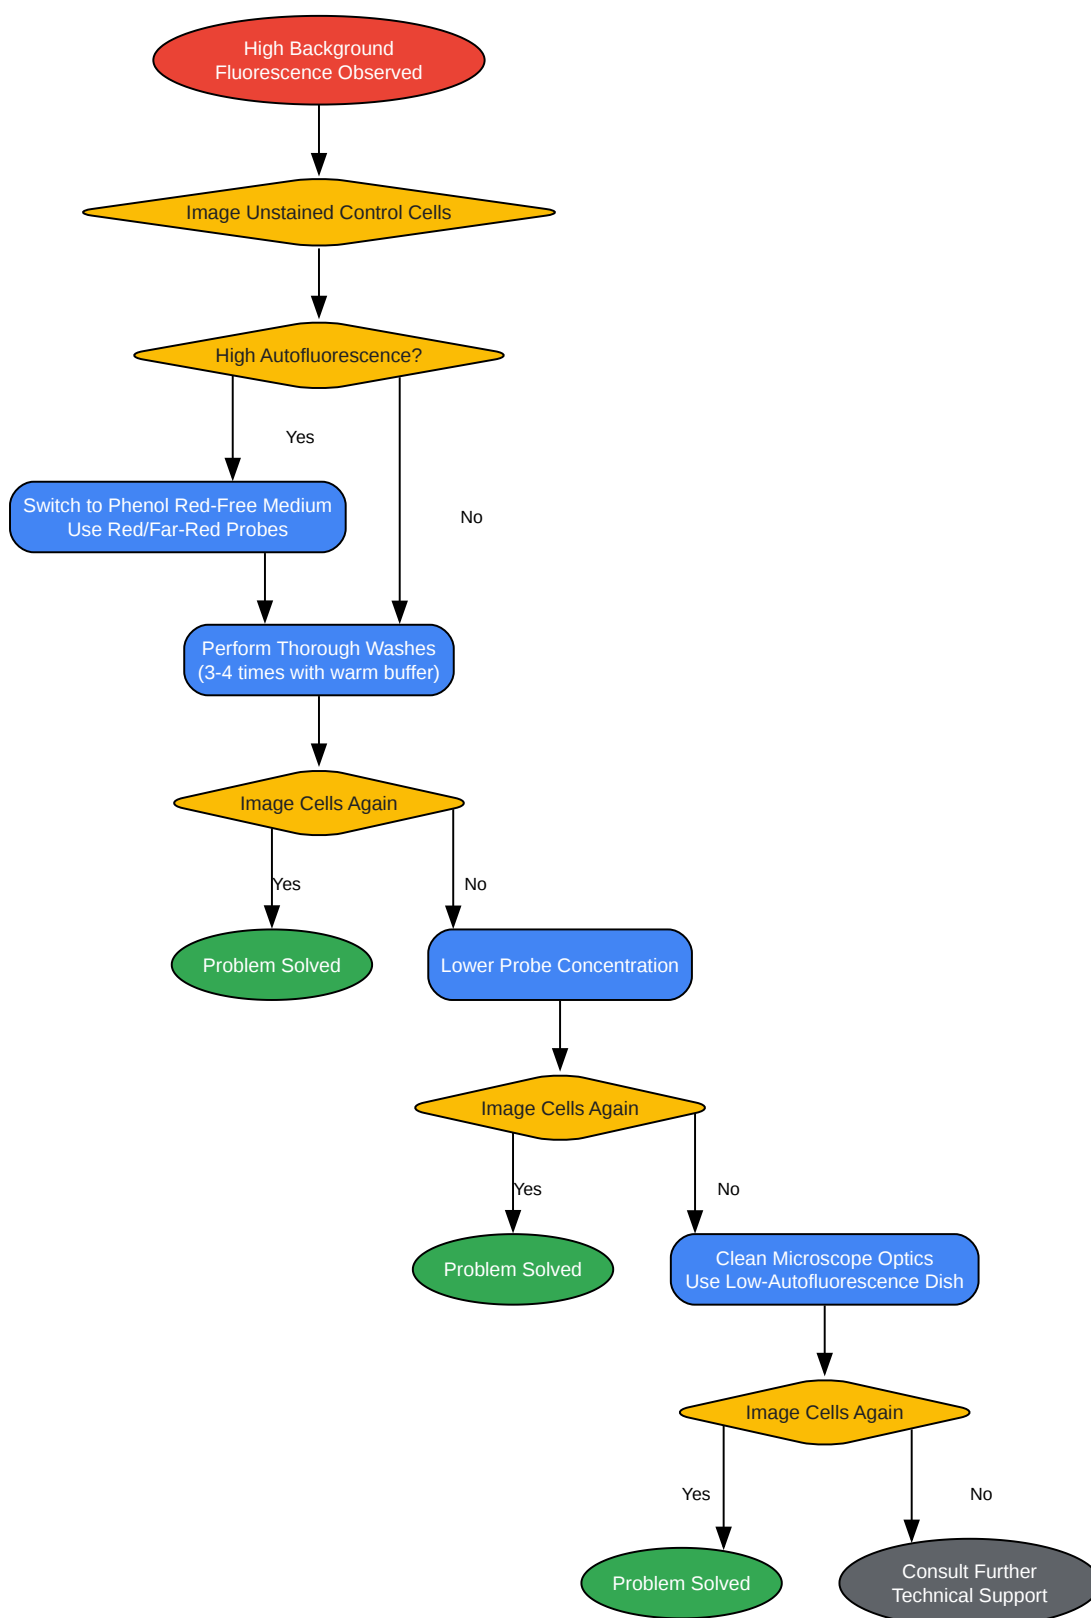 High Background
Fluorescence Observed
Image Unstained Control Cells
High Autofluorescence?
Yes
Switch to Phenol Red-Free Medium
Use Red/Far-Red Probes
No
Perform Thorough Washes
(3-4 times with warm buffer)
Image Cells Again
Yes
No
Problem Solved
Lower Probe Concentration
Image Cells Again
Yes
No
Problem Solved
Clean Microscope Optics
Use Low-Autofluorescence Dish
Image Cells Again
Yes
No
Problem Solved
Consult Further
Technical Support